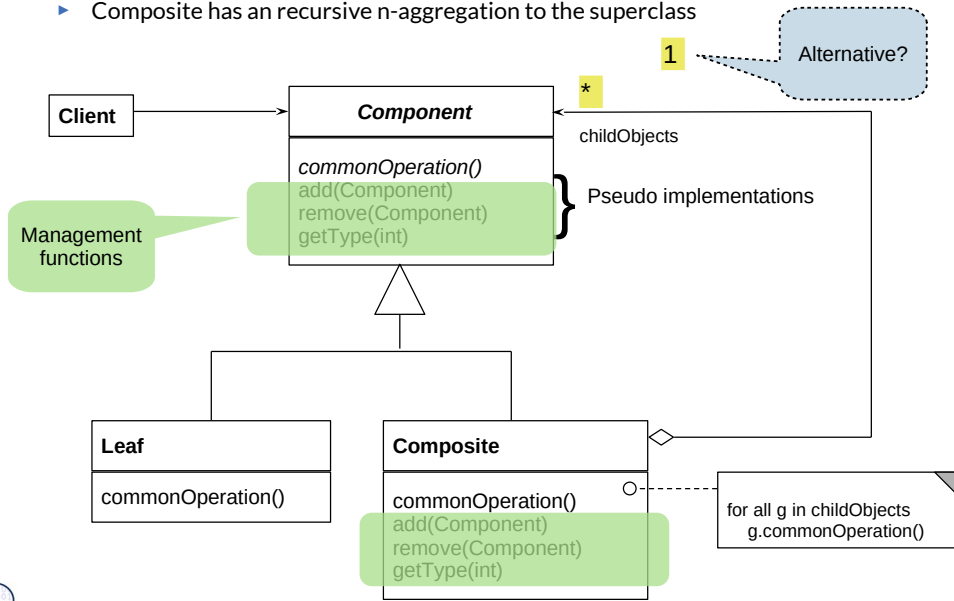 ▸ Composite has an recursive n-aggregation to the superclass
1
Alternative?
Client
Component
*
childObjects
commonOperation()
add(Component)
remove(Component)
getType(int)
} Pseudo implementations
Management
functions
Leaf
commonOperation()
Composite
commonOperation()
add(Component)
remove(Component)
getType(int)
for all g in childObjects
g.commonOperation()